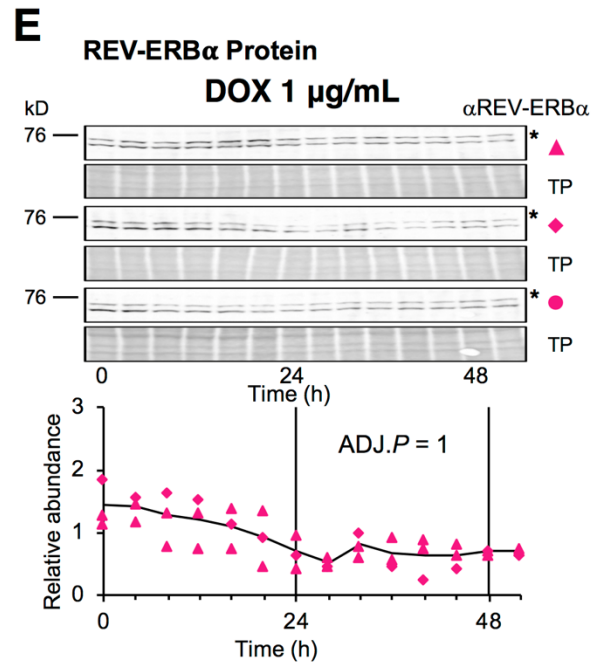 E
REV-ERBα Protein
DOX 1 µg/mL
kD
αREV-ERBα
76
*
TP
76
*
TP
76
*
TP
0 24 48
Time (h)
3
2
1
0
Relative abundance
ADJ.P = 1
0 24 48
Time (h)